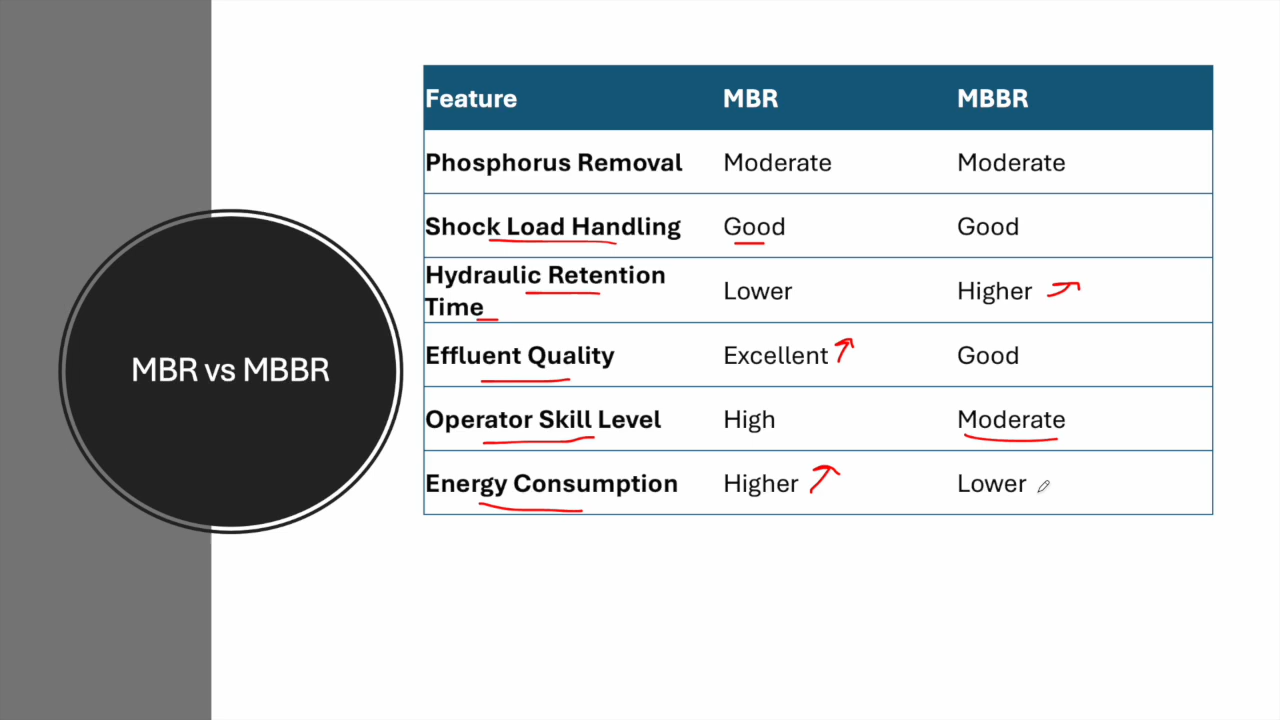 MBR vs MBBR
Feature MBR MBBR
Phosphorus Removal Moderate Moderate
Shock Load Handling Good Good
Hydraulic Retention
Time Lower Higher
Effluent Quality Excellent Good
Operator Skill Level High Moderate
Energy Consumption Higher Lower